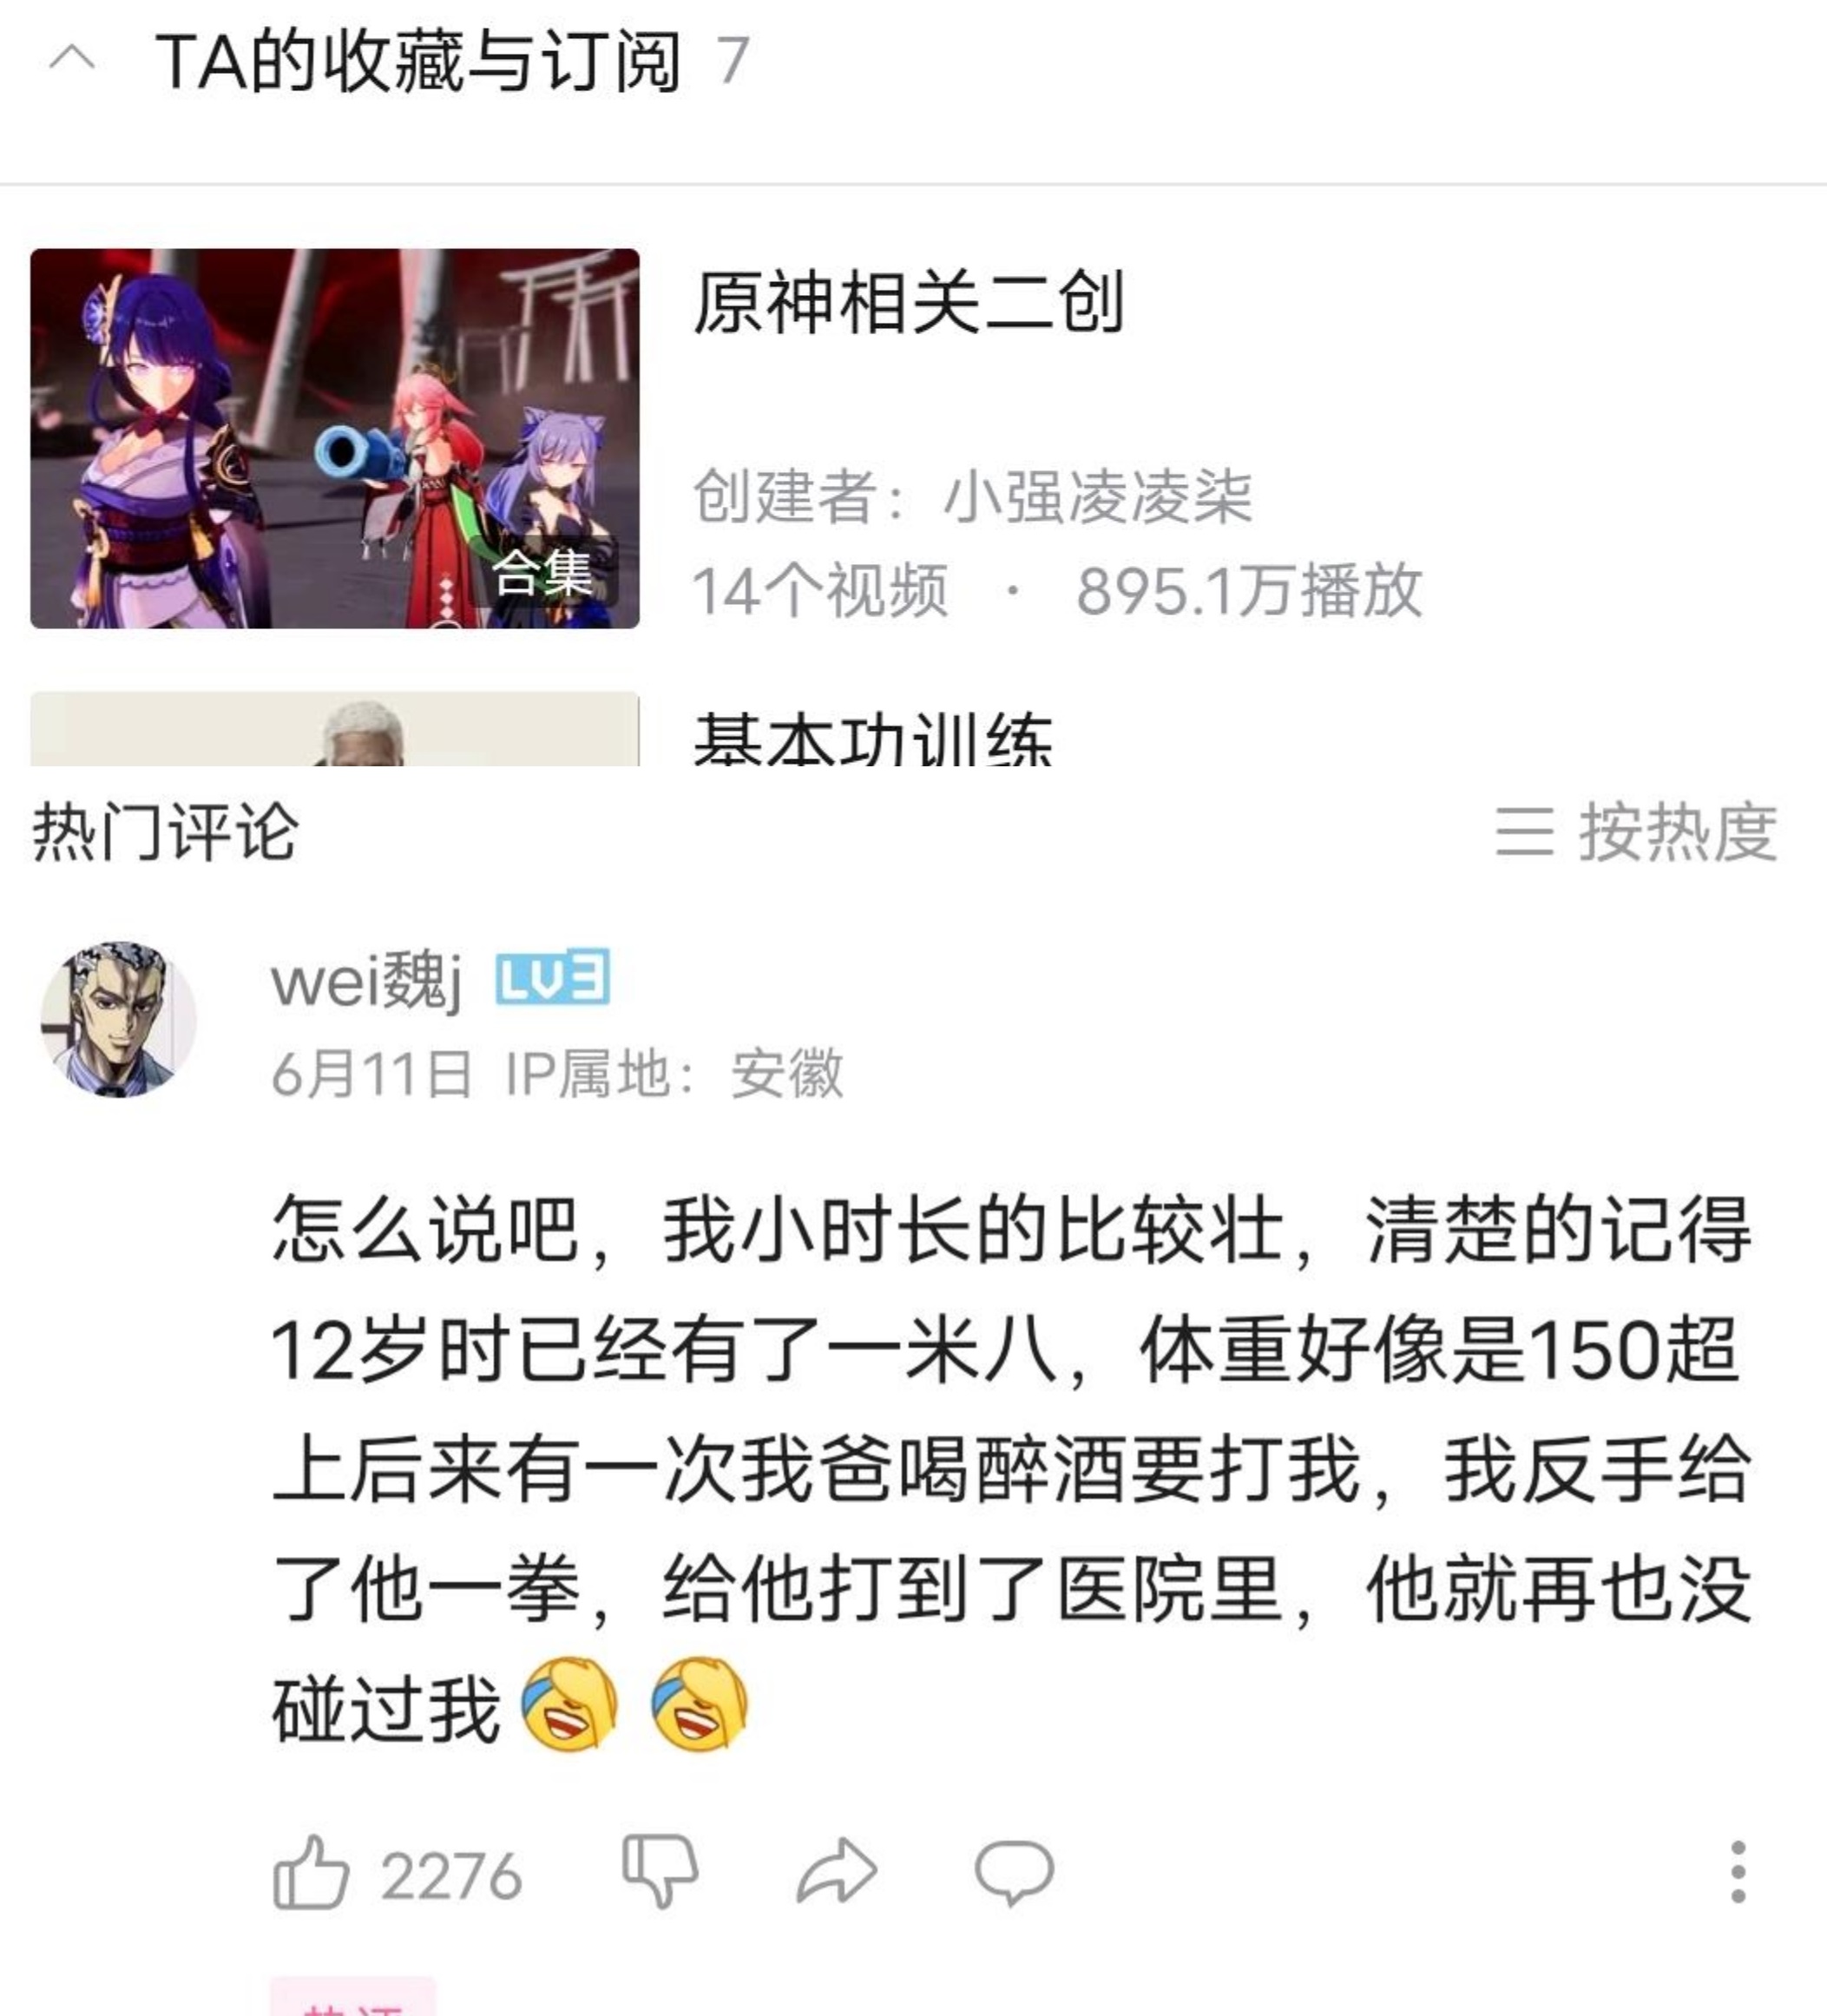 TA的收藏与订阅 7
原神相关二创
合集
创建者：小强凌凌柒
14个视频 · 895.1万播放
基本功训练
热门评论
按热度
wei魏j LV3
6月11日 IP属地：安徽
怎么说吧，我小时长的比较壮，清楚的记得
12岁时已经有了一米八，体重好像是150超
上后来有一次我爸喝醉酒要打我，我反手给
了他一拳，给他打到了医院里，他就再也没
碰过我
2276
热评